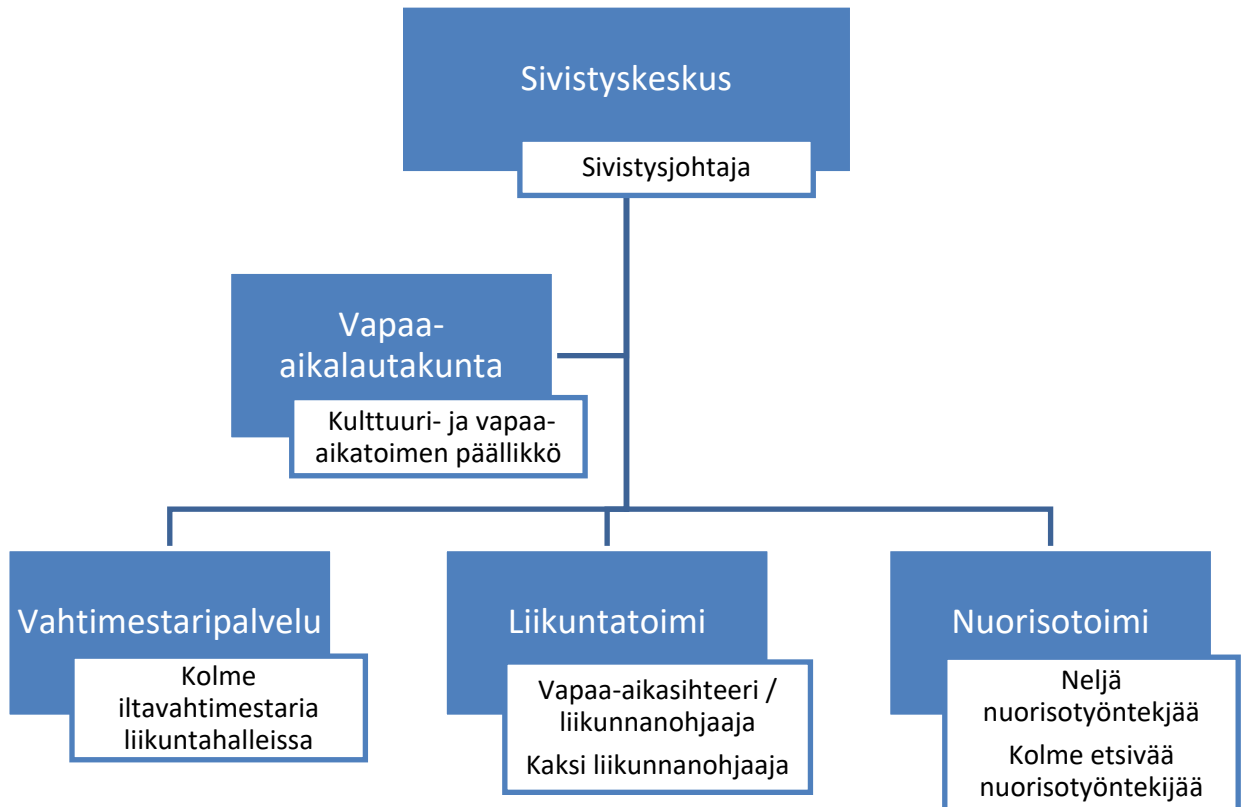 Sivistyskeskus
Sivistysjohtaja
Vapaa-
aikalautakunta
Kulttuuri- ja vapaa-
aikatoimen päällikkö
Vahtimestaripalvelu
Kolme
iltavahtimestaria
liikuntahalleissa
Liikuntatoimi
Vapaa-aikasihteeri /
liikunnanohjaaja
Kaksi liikunnanohjaaja
Nuorisotoimi
Neljä
nuorisotyöntekjää
Kolme etsivää
nuorisotyöntekijää